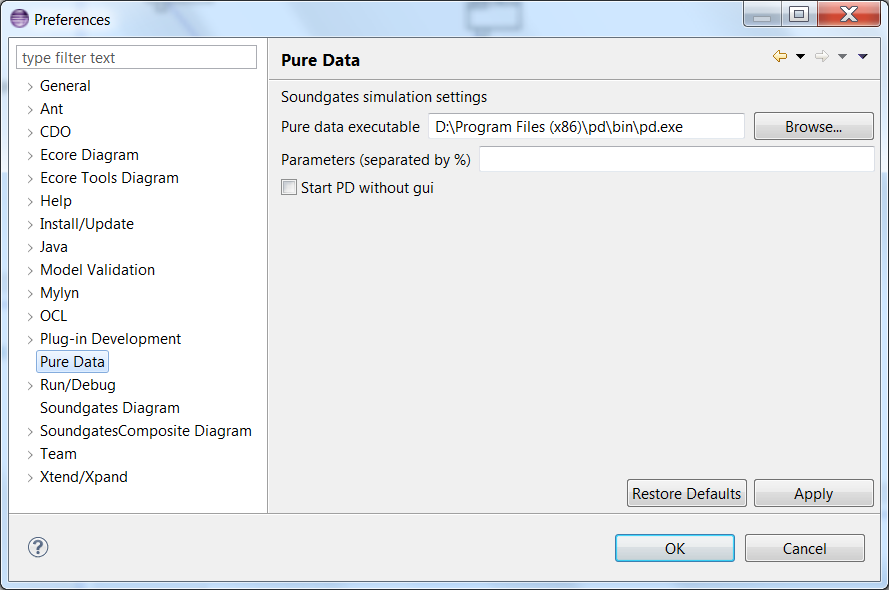 Preferences
type filter text
General
Ant
CDO
Ecore Diagram
Ecore Tools Diagram
Help
Install/Update
Java
Model Validation
Mylyn
OCL
Plug-in Development
Pure Data
Run/Debug
Soundgates Diagram
SoundgatesComposite Diagram
Team
Xtend/Xpand
Pure Data
Soundgates simulation settings
Pure data executable D:\Program Files (x86)\pd\bin\pd.exe Browse...
Parameters (separated by %)
Start PD without gui
Restore Defaults Apply
? OK Cancel